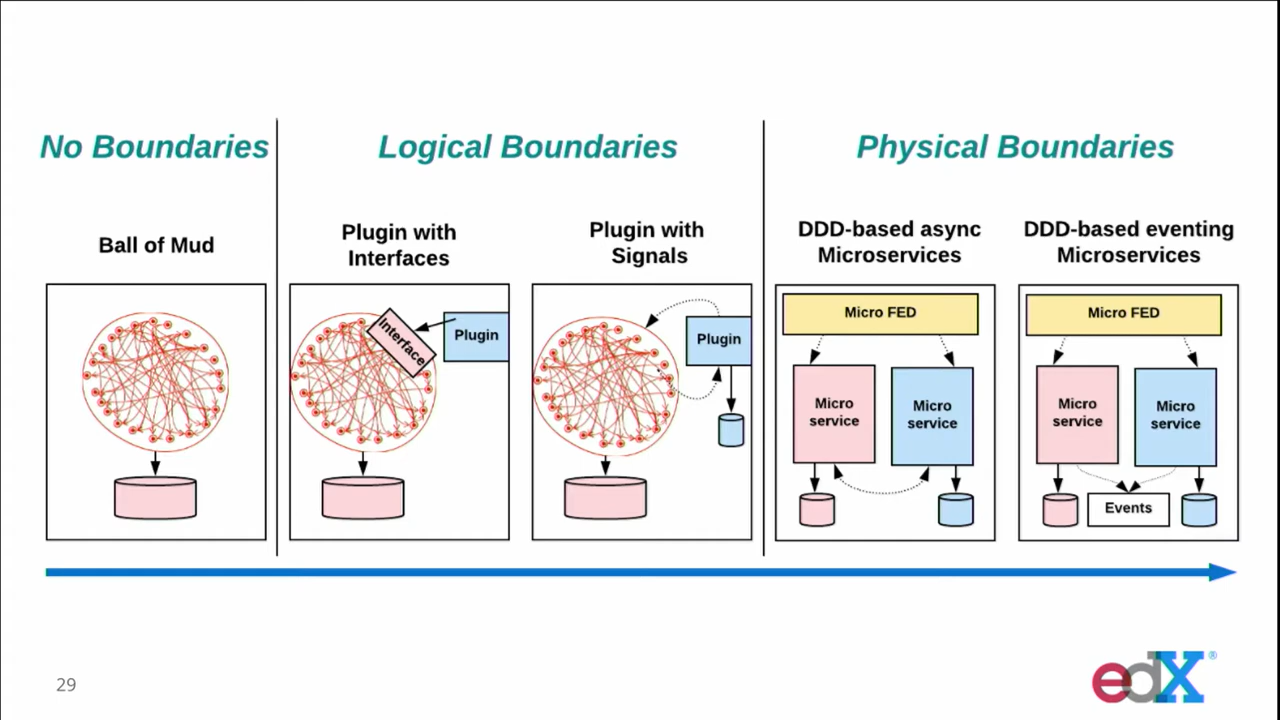 No Boundaries
Logical Boundaries
Physical Boundaries
Ball of Mud
Plugin with
Interfaces
Plugin with
Signals
DDD-based async
Microservices
DDD-based eventing
Microservices
Interface
Plugin
Plugin
Micro FED
Micro
service
Micro
service
Micro FED
Micro
service
Micro
service
Events
29
edX®